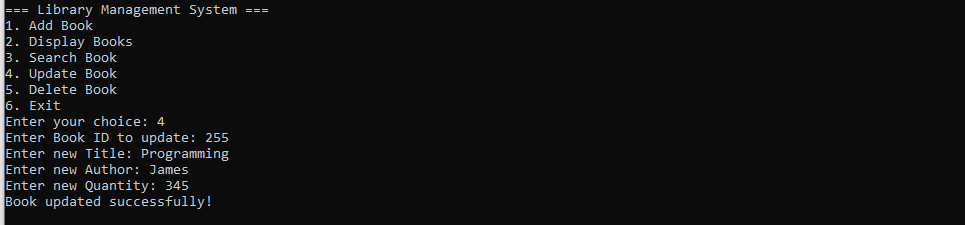 === Library Management System ===
1. Add Book
2. Display Books
3. Search Book
4. Update Book
5. Delete Book
6. Exit
Enter your choice: 4
Enter Book ID to update: 255
Enter new Title: Programming
Enter new Author: James
Enter new Quantity: 345
Book updated successfully!